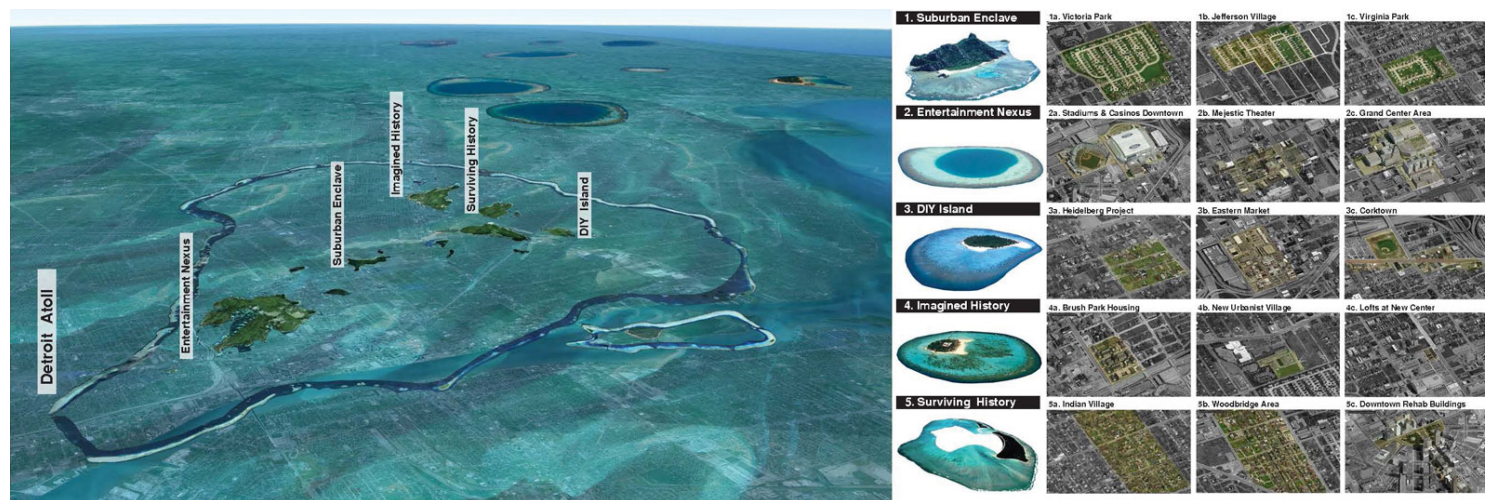 Detroit Atoll
Entertainment Nexus
Suburban Enclave
Imagined History
Surviving History
DIY Island
1. Suburban Enclave
1a. Victoria Park
1b. Jefferson Village
1c. Virginia Park
2. Entertainment Nexus
2a. Stadiums & Casinos Downtown
2b. Mejestic Theater
2c. Grand Center Area
3. DIY Island
3a. Heidelberg Project
3b. Eastern Market
3c. Corktown
4. Imagined History
4a. Brush Park Housing
4b. New Urbanist Village
4c. Lofts at New Center
5. Surviving History
5a. Indian Village
5b. Woodbridge Area
5c. Downtown Rehab Buildings